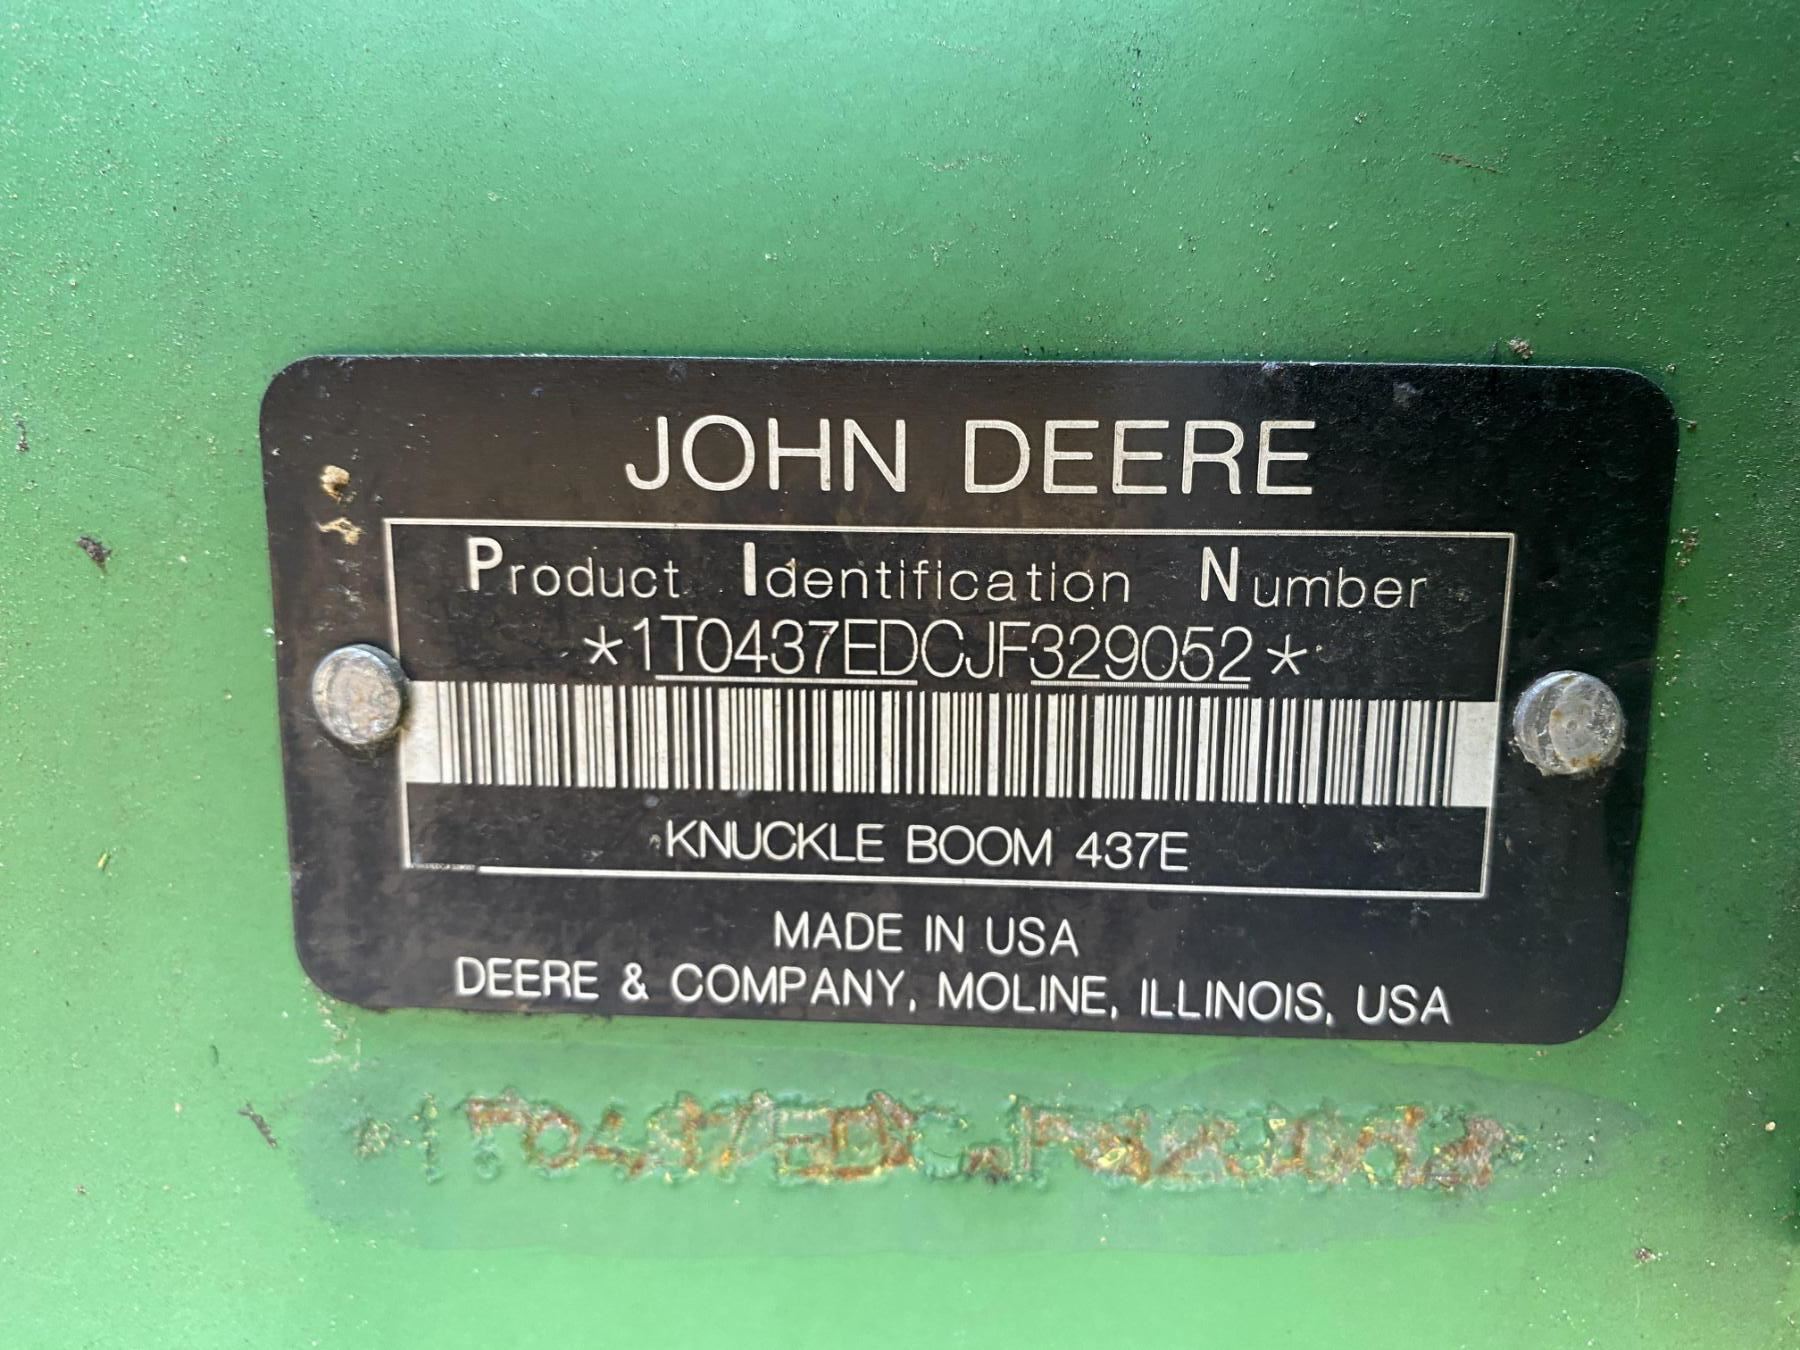 JOHN DEERE
Product Identification Number
*1T0437EDCJF329052*
KNUCKLE BOOM 437E
MADE IN USA
DEERE & COMPANY, MOLINE, ILLINOIS, USA